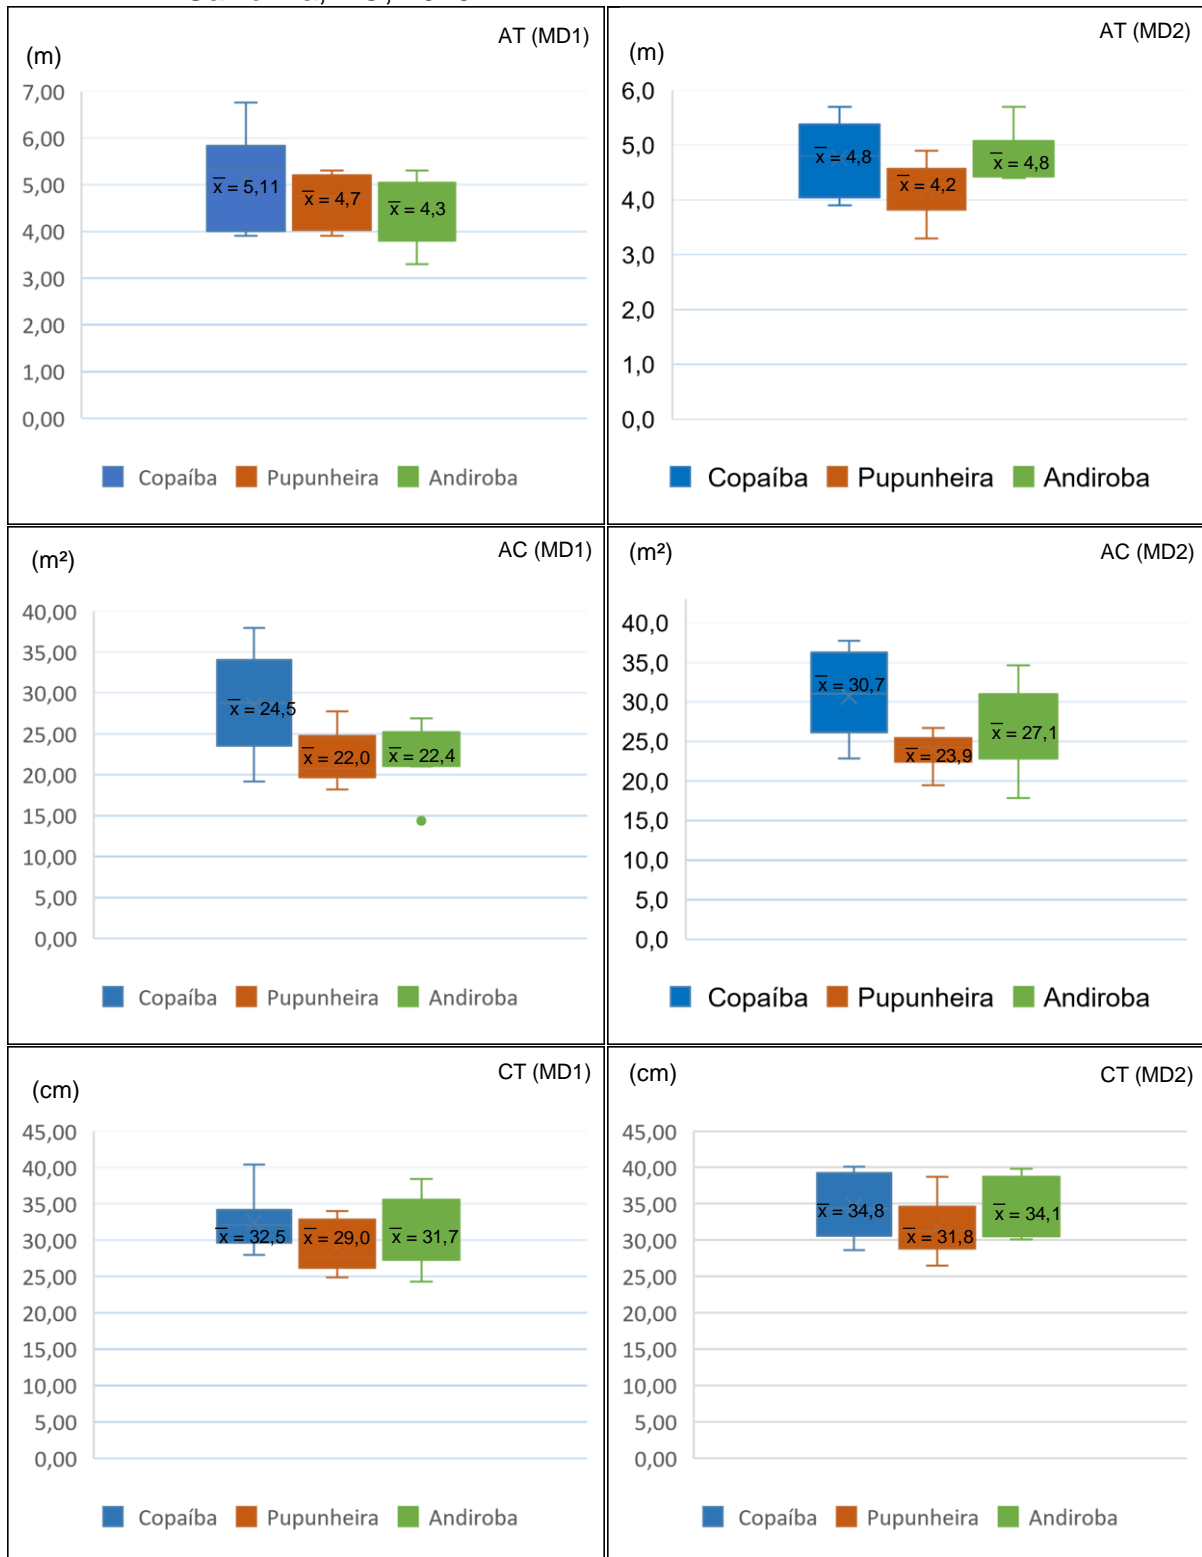 AT (MD1)
(m)
7,00
6,00
5,00
4,00
3,00
2,00
1,00
0,00
x̅ = 5,11
x̅ = 4,7
x̅ = 4,3
Copaíba Pupunheira Andiroba
AT (MD2)
(m)
6,0
5,0
4,0
3,0
2,0
1,0
0,0
x̅ = 4,8
x̅ = 4,2
x̅ = 4,8
Copaíba Pupunheira Andiroba
AC (MD1)
(m²)
40,00
35,00
30,00
25,00
20,00
15,00
10,00
5,00
0,00
x̅ = 24,5
x̅ = 22,0
x̅ = 22,4
Copaíba Pupunheira Andiroba
AC (MD2)
(m²)
40,0
35,0
30,0
25,0
20,0
15,0
10,0
5,0
0,0
x̅ = 30,7
x̅ = 23,9
x̅ = 27,1
Copaíba Pupunheira Andiroba
CT (MD1)
(cm)
45,00
40,00
35,00
30,00
25,00
20,00
15,00
10,00
5,00
0,00
x̅ = 32,5
x̅ = 29,0
x̅ = 31,7
Copaíba Pupunheira Andiroba
CT (MD2)
(cm)
45,00
40,00
35,00
30,00
25,00
20,00
15,00
10,00
5,00
0,00
x̅ = 34,8
x̅ = 31,8
x̅ = 34,1
Copaíba Pupunheira Andiroba